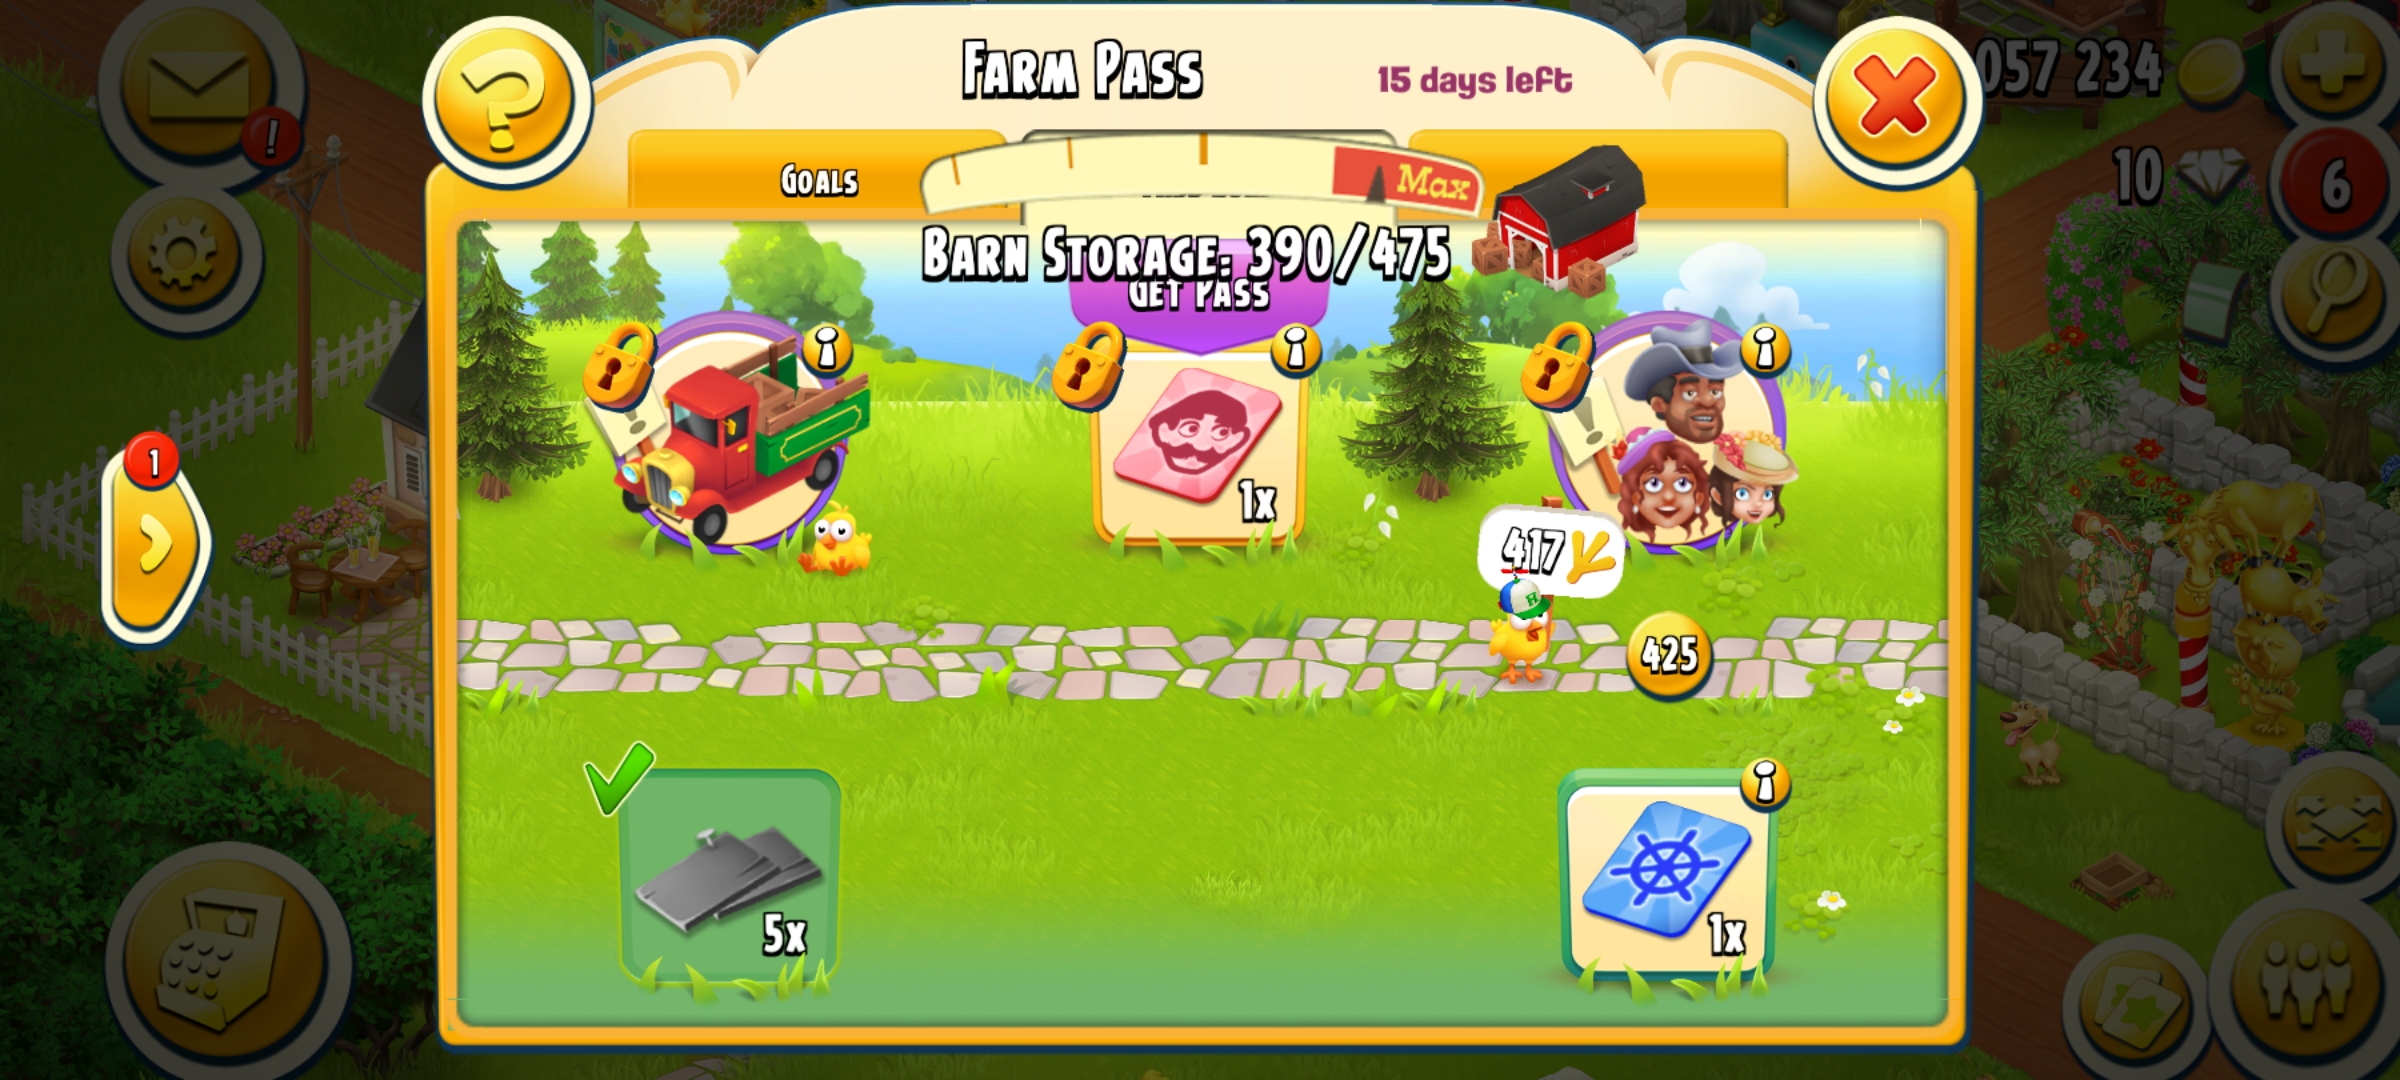 FARM PASS
15 days left
057 234
10
6
!
GOALS
Max
BARN STORAGE: 390/475
GET PASS
1
1x
417
H
425
5x
1x